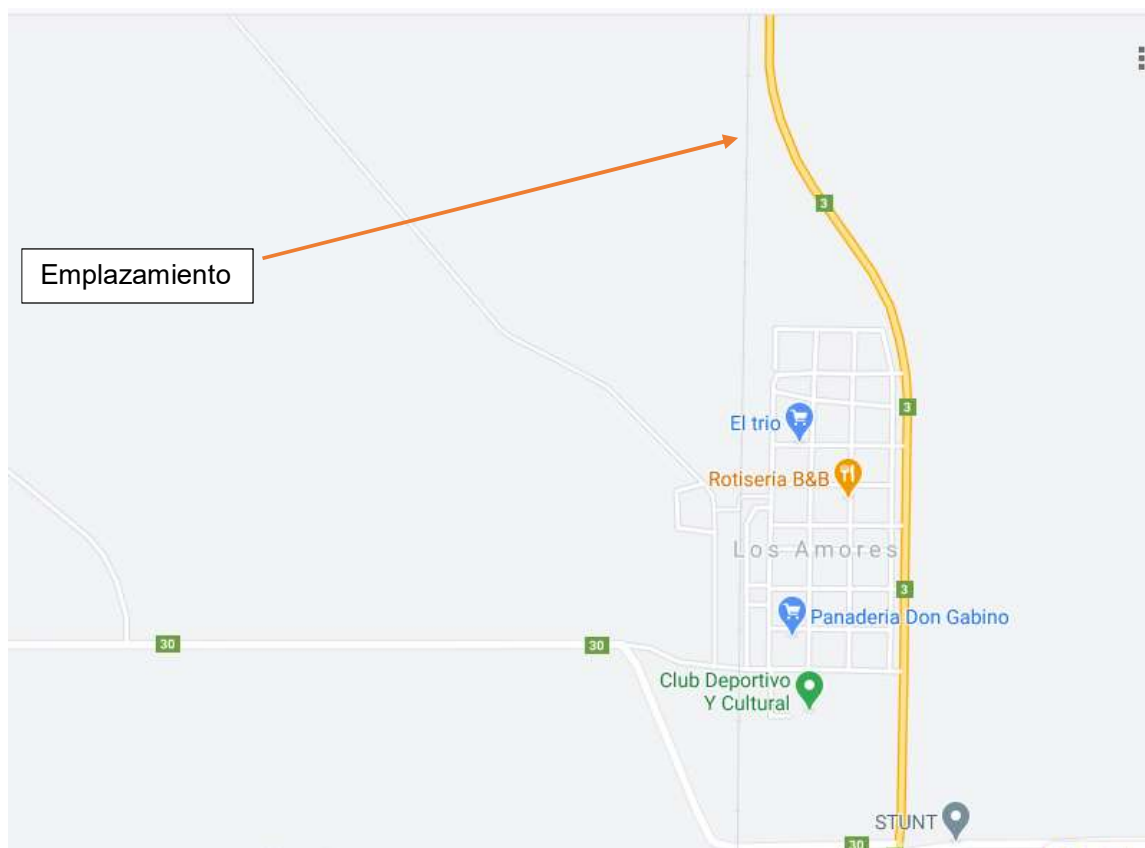 3
Emplazamiento
3
El trio
Rotiseria B&B
Los Amores
3
Panaderia Don Gabino
30
30
Club Deportivo
Y Cultural
STUNT
30